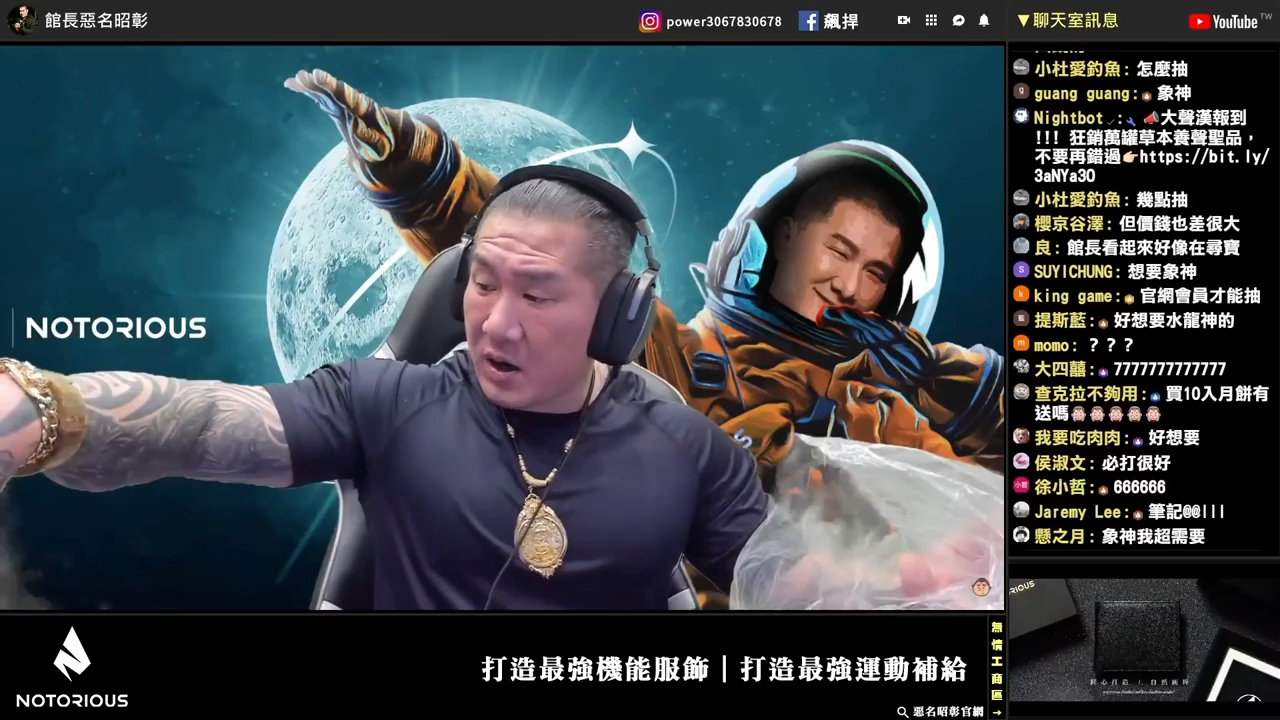 館長惡名昭彰
power3067830678
飆捍
▼聊天室訊息
YouTube TW
小杜愛釣魚: 怎麼抽
guang guang: 象神
Nightbot: 大聲漢報到
!!! 狂銷萬罐草本養聲聖品，
不要再錯過👉🏻https://bit.ly/
3aNYa3O
小杜愛釣魚: 幾點抽
櫻京谷澤: 但價錢也差很大
良: 館長看起來好像在尋寶
SUYICHUNG: 想要象神
king game: 官網會員才能抽
提斯藍: 好想要水龍神的
momo: ？？？
大四囍: 7777777777777
查克拉不夠用: 買10入月餅有
送嗎
我要吃肉肉: 好想要
侯淑文: 必打很好
徐小哲: 666666
Jaremy Lee: 筆記@@|||
懸之月: 象神我超需要
NOTORIOUS
NOTORIOUS
打造最強機能服飾｜打造最強運動補給
惡名昭彰官網
無情工商區→